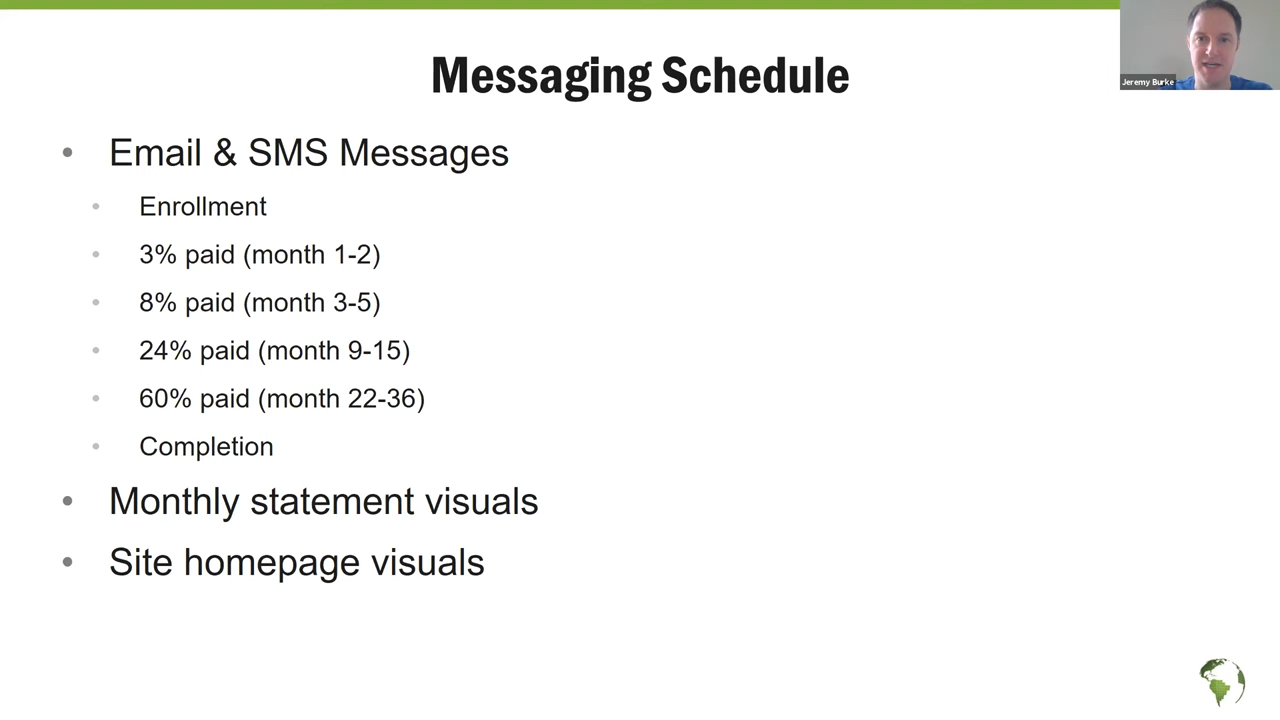 Messaging Schedule
Jeremy Burke
• Email & SMS Messages
• Enrollment
• 3% paid (month 1-2)
• 8% paid (month 3-5)
• 24% paid (month 9-15)
• 60% paid (month 22-36)
• Completion
• Monthly statement visuals
• Site homepage visuals